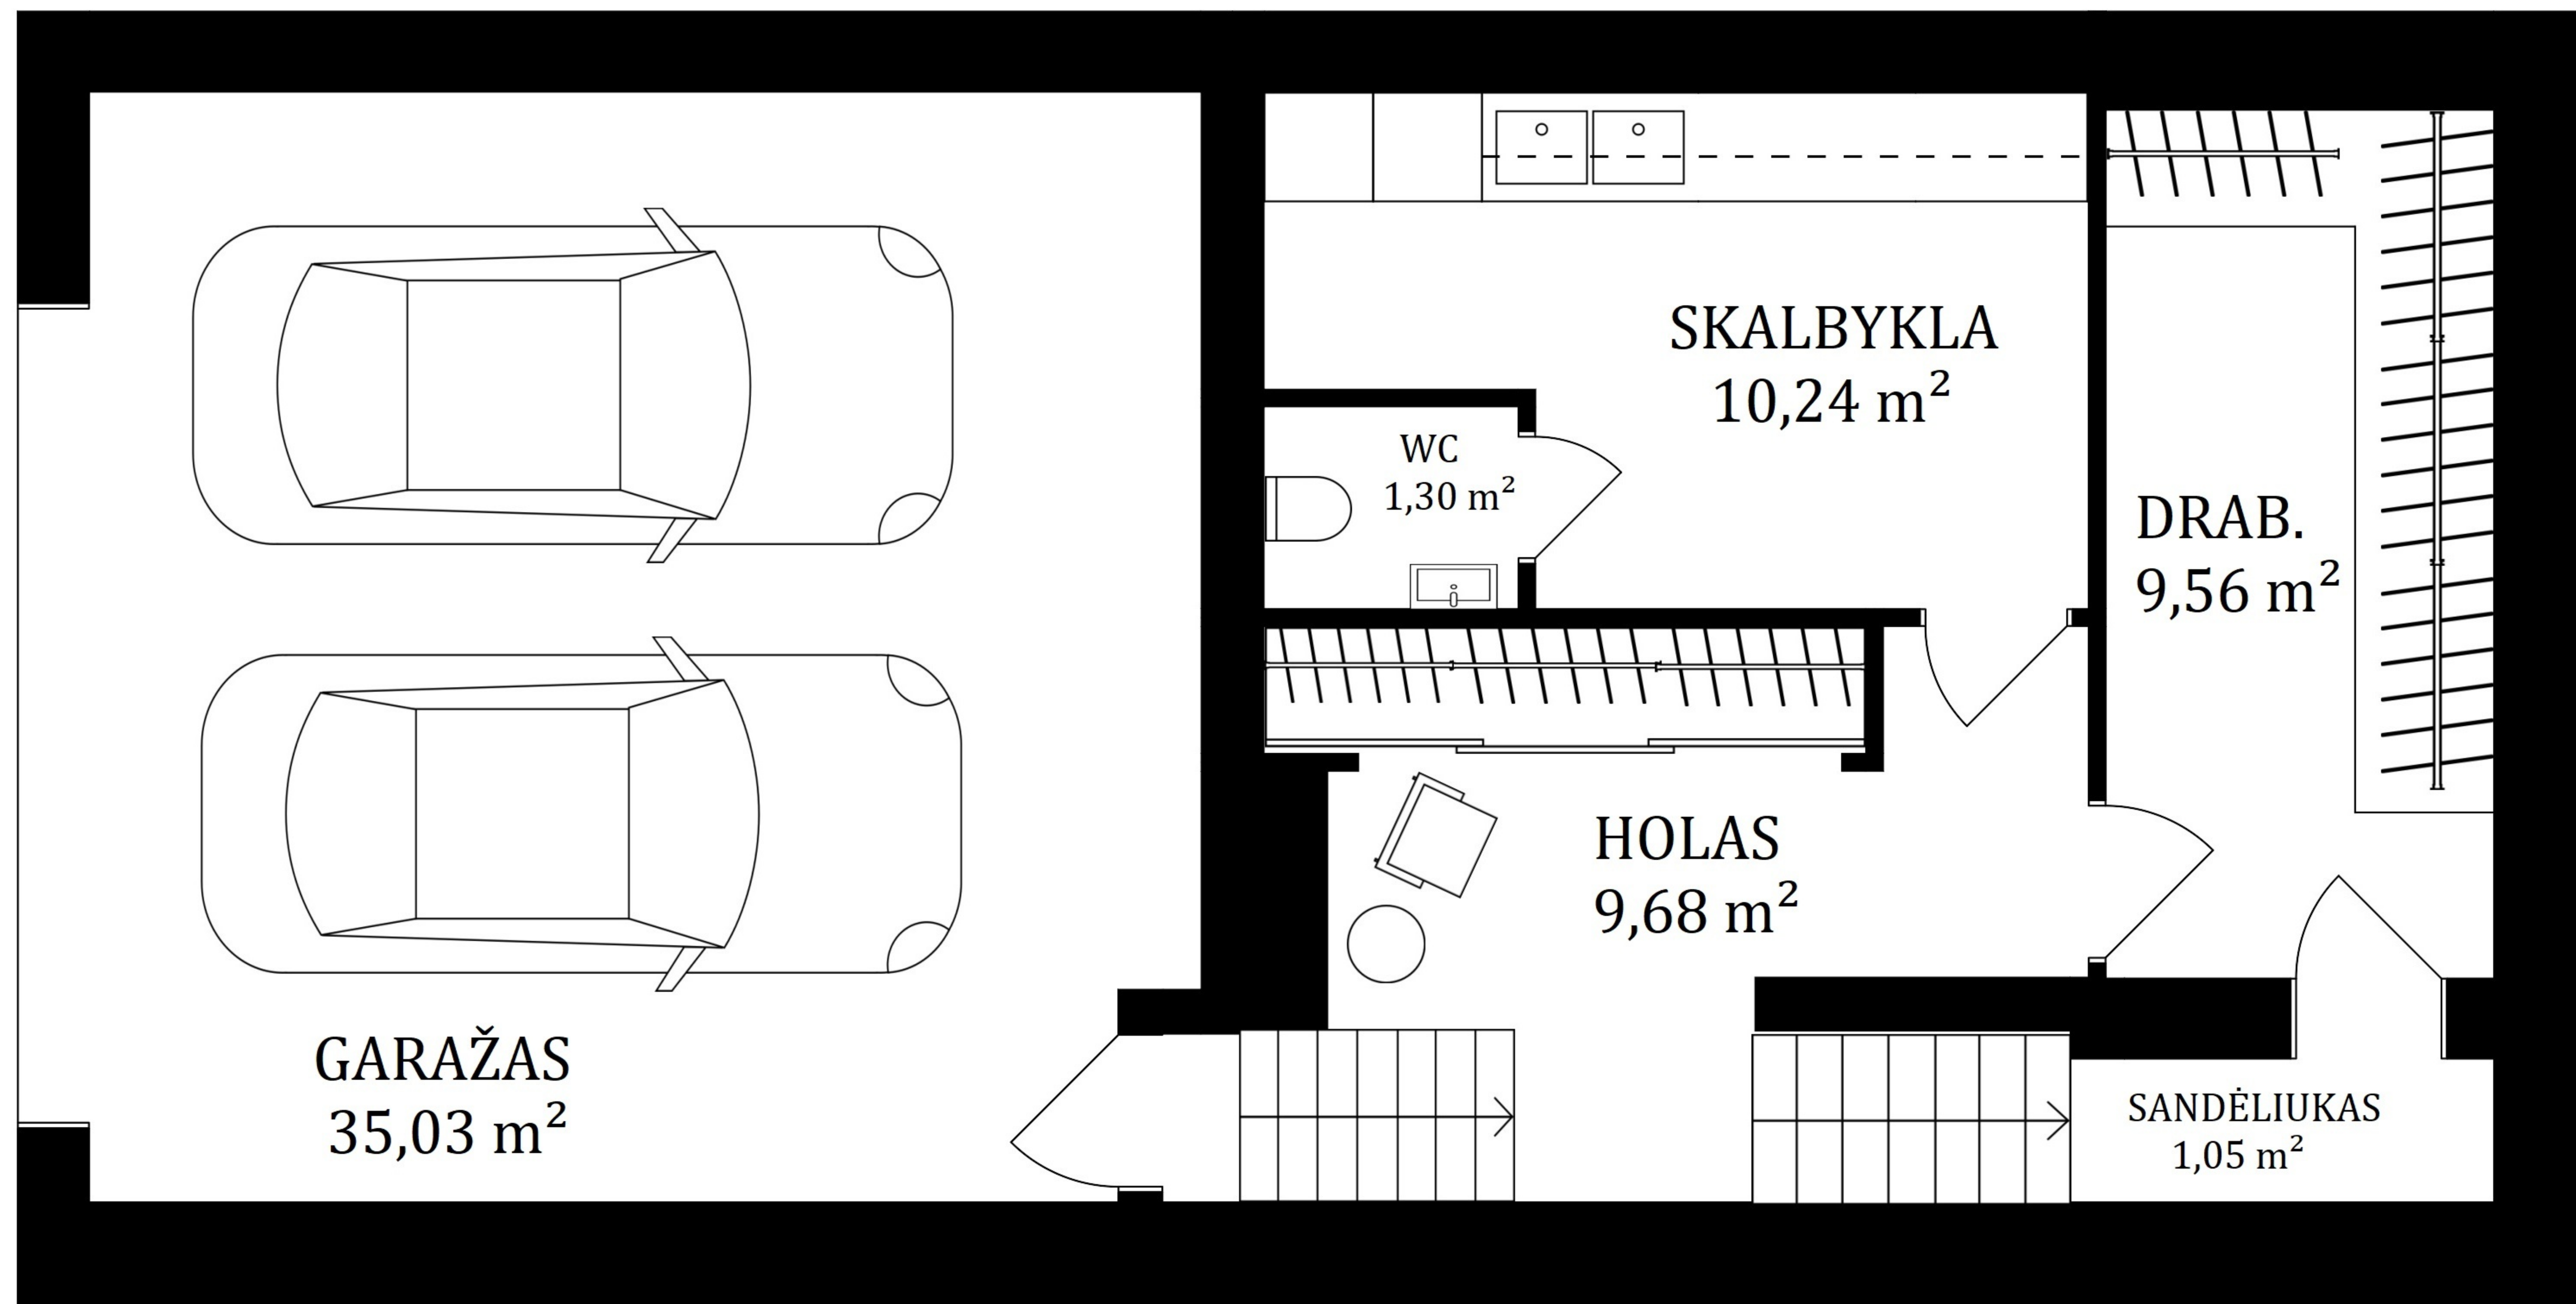 SKALBYKLA
10,24 m²
WC
1,30 m²
DRAB.
9,56 m²
HOLAS
9,68 m²
GARAŽAS
35,03 m²
SANDĖLIUKAS
1,05 m²